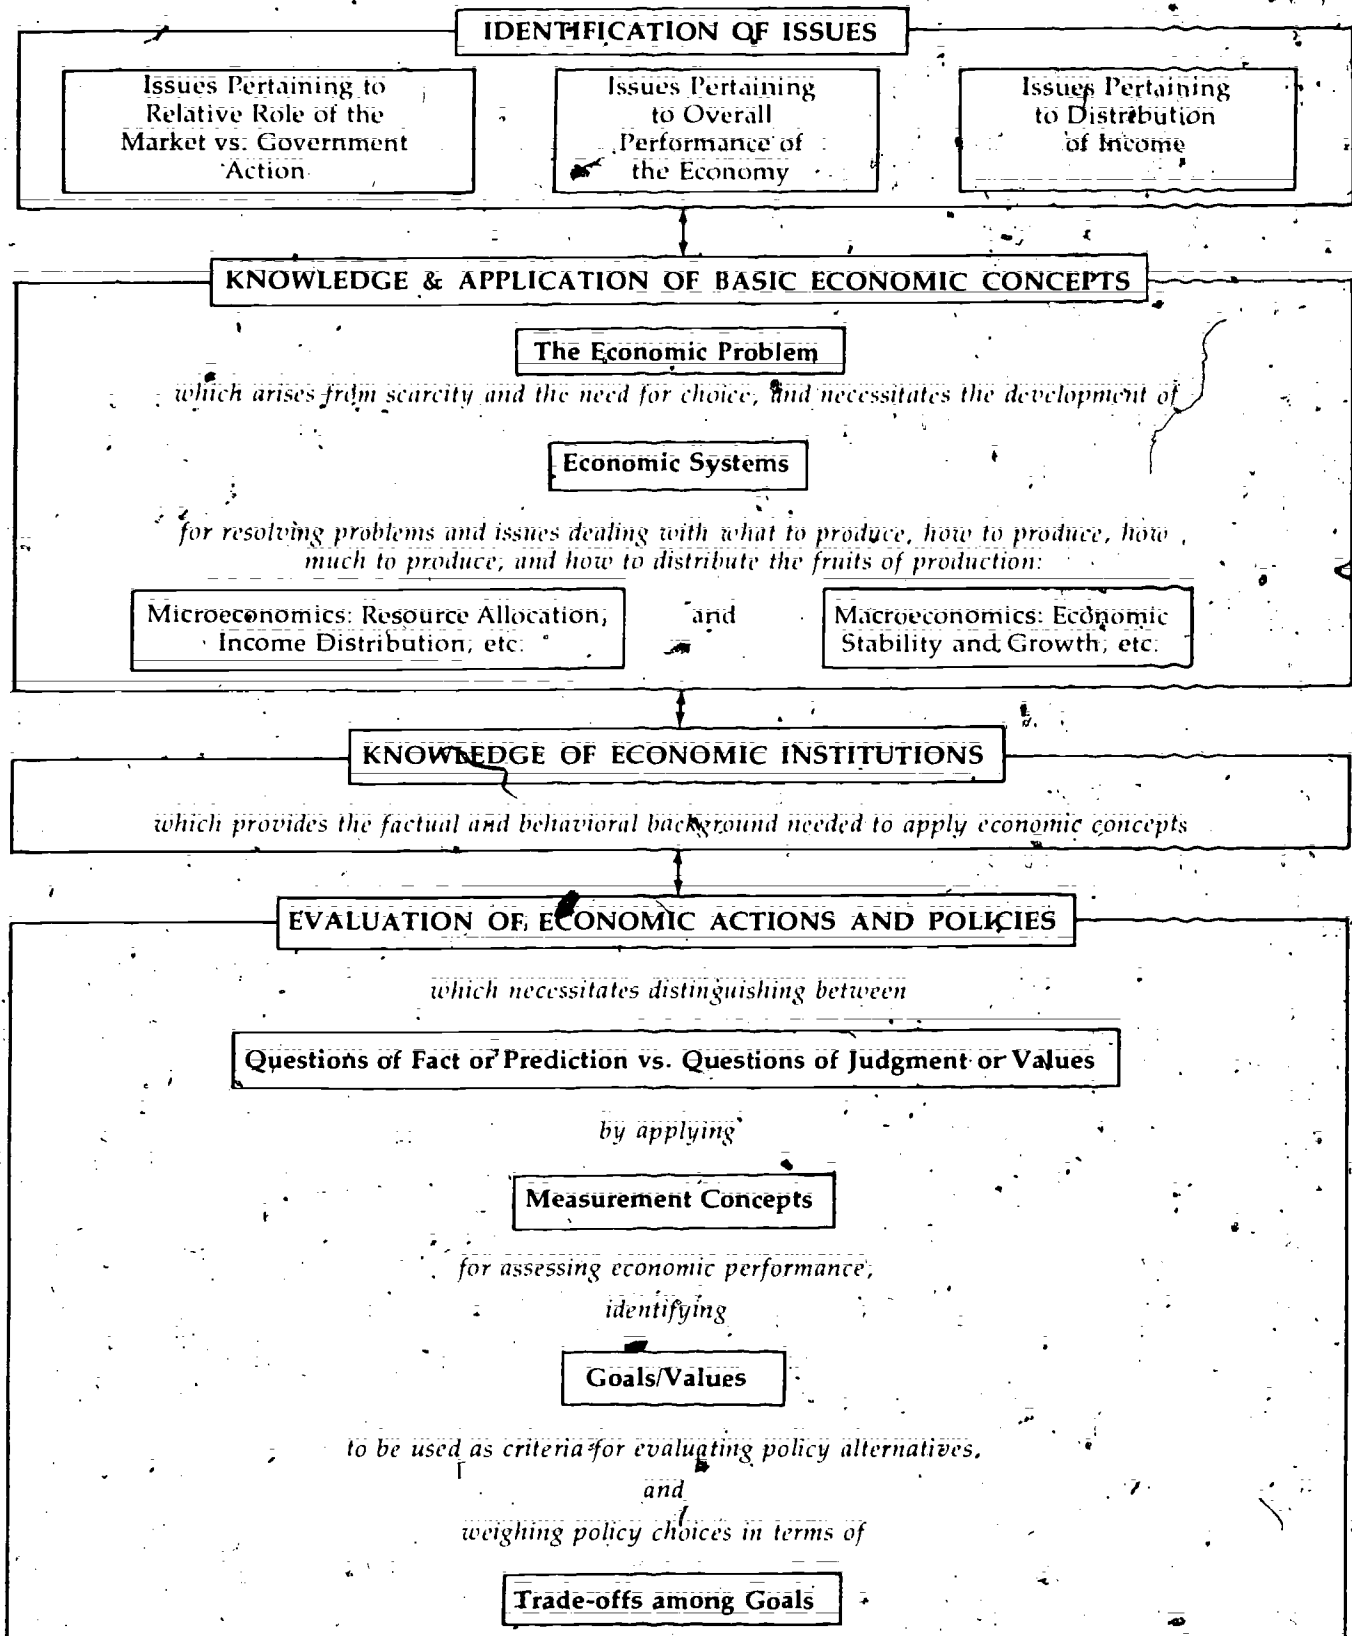 IDENTIFICATION OF ISSUES
Issues Pertaining to
Relative Role of the
Market vs. Government
Action
Issues Pertaining
to Overall
Performance of
the Economy
Issues Pertaining
to Distribution
of Income
KNOWLEDGE & APPLICATION OF BASIC ECONOMIC CONCEPTS
The Economic Problem
which arises from scarcity and the need for choice, and necessitates the development of
Economic Systems
for resolving problems and issues dealing with what to produce, how to produce, how
much to produce, and how to distribute the fruits of production:
Microeconomics: Resource Allocation,
Income Distribution, etc.
and
Macroeconomics: Economic
Stability and Growth, etc.
KNOWLEDGE OF ECONOMIC INSTITUTIONS
which provides the factual and behavioral background needed to apply economic concepts
EVALUATION OF ECONOMIC ACTIONS AND POLICIES
which necessitates distinguishing between
Questions of Fact or Prediction vs. Questions of Judgment or Values
by applying
Measurement Concepts
for assessing economic performance,
identifying
Goals/Values
to be used as criteria for evaluating policy alternatives,
and
weighing policy choices in terms of
Trade-offs among Goals